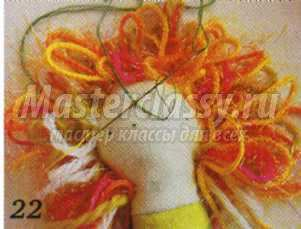 Masterclassy.ru
мастер классы для всех
22